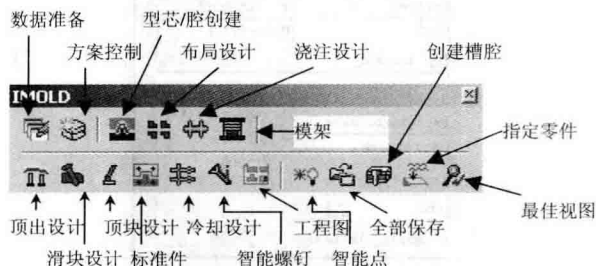 数据准备 型芯/腔创建
方案控制 布局设计 浇注设计 创建槽腔
IMOLD
模架 指定零件
最佳视图
顶出设计 顶块设计 冷却设计 工程图 全部保存
滑块设计 标准件 智能螺钉 智能点